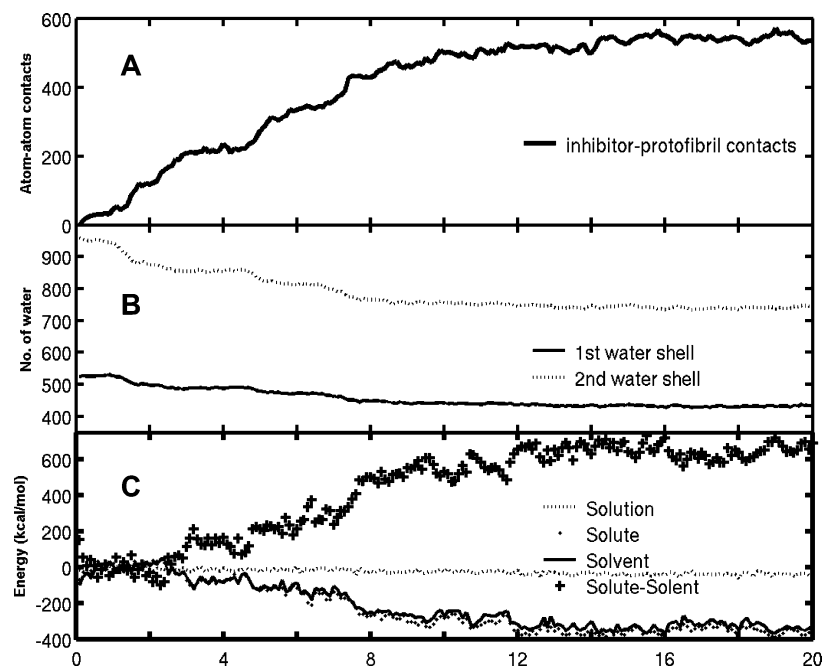 600
400
200
0
Atom-atom contacts
A
inhibitor-protofibril contacts
900
800
700
600
500
400
No. of water
B
1st water shell
2nd water shell
600
400
200
0
-200
-400
Energy (kcal/mol)
C
Solution
Solute
Solvent
Solute-Solent
0 4 8 12 16 20